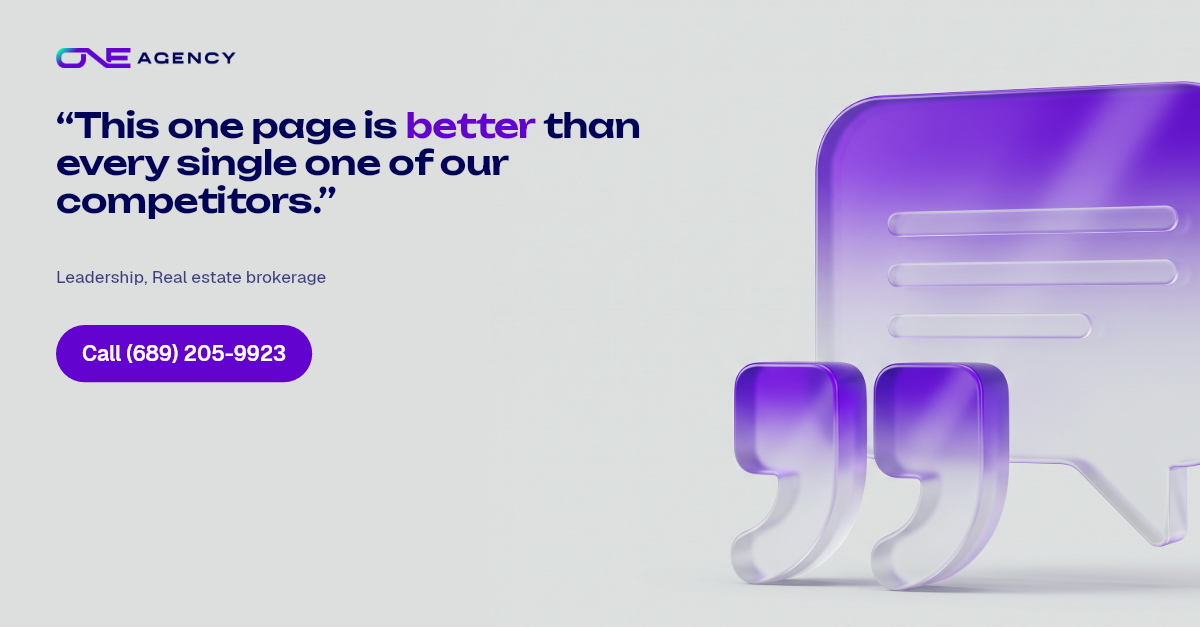 ONE AGENCY
“This one page is better than
every single one of our
competitors.”
Leadership, Real estate brokerage
Call (689) 205-9923